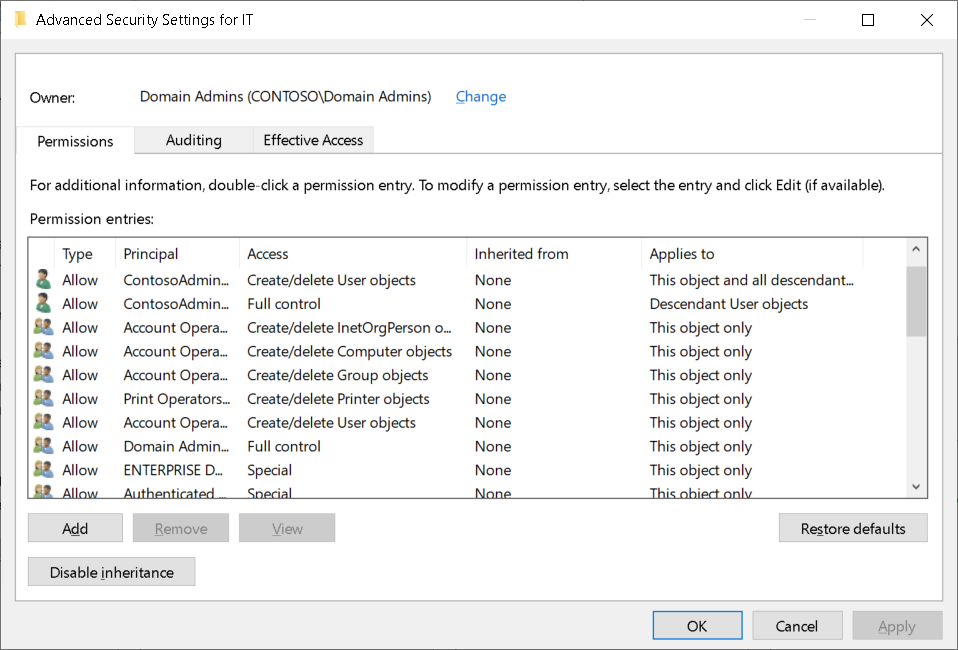 Advanced Security Settings for IT
Owner: Domain Admins (CONTOSO\Domain Admins) Change
Permissions Auditing Effective Access
For additional information, double-click a permission entry. To modify a permission entry, select the entry and click Edit (if available).
Permission entries:
Type Principal Access Inherited from Applies to
Allow ContosoAdmin... Create/delete User objects None This object and all descendant...
Allow ContosoAdmin... Full control None Descendant User objects
Allow Account Opera... Create/delete InetOrgPerson o... None This object only
Allow Account Opera... Create/delete Computer objects None This object only
Allow Account Opera... Create/delete Group objects None This object only
Allow Print Operators... Create/delete Printer objects None This object only
Allow Account Opera... Create/delete User objects None This object only
Allow Domain Admin... Full control None This object only
Allow ENTERPRISE D... Special None This object only
Allow Authenticated ... Special None This object only
Add Remove View Restore defaults
Disable inheritance
OK Cancel Apply